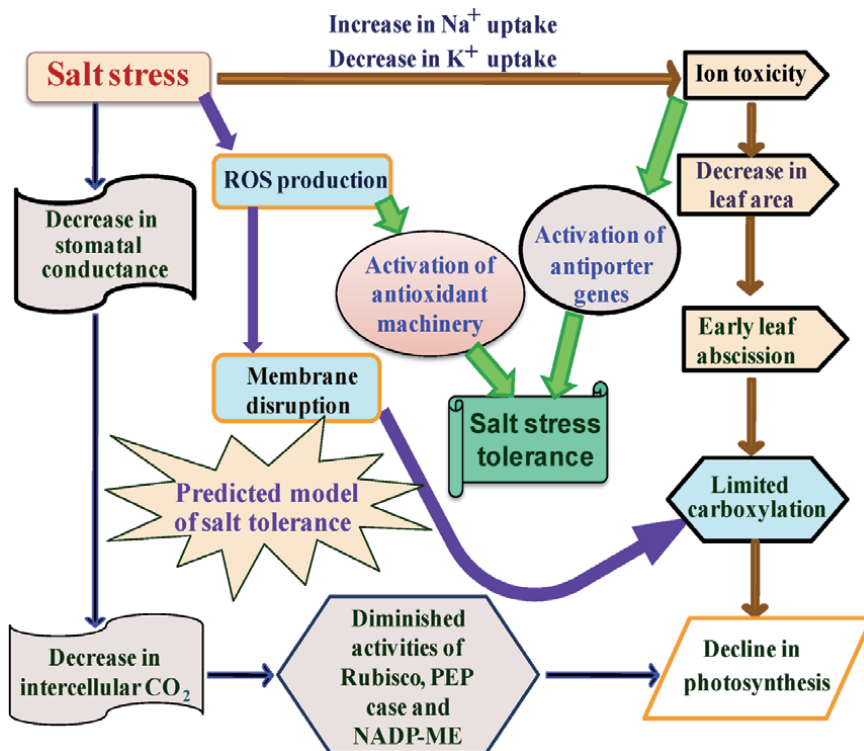 Increase in Na+ uptake
Decrease in K+ uptake
Salt stress
Ion toxicity
ROS production
Decrease in
leaf area
Decrease in
stomatal
conductance
Activation of
antioxidant
machinery
Activation of
antiporter
genes
Early leaf
abscission
Membrane
disruption
Salt stress
tolerance
Predicted model
of salt tolerance
Limited
carboxylation
Decrease in
intercellular CO2
Diminished
activities of
Rubisco, PEP
case and
NADP-ME
Decline in
photosynthesis